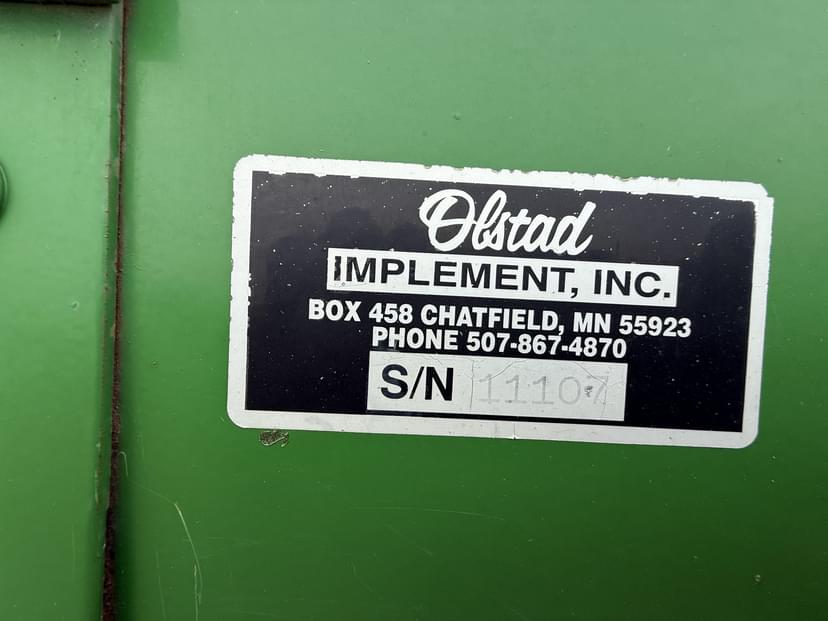 Olstad
IMPLEMENT, INC.
BOX 458 CHATFIELD, MN 55923
PHONE 507-867-4870
S/N 11107